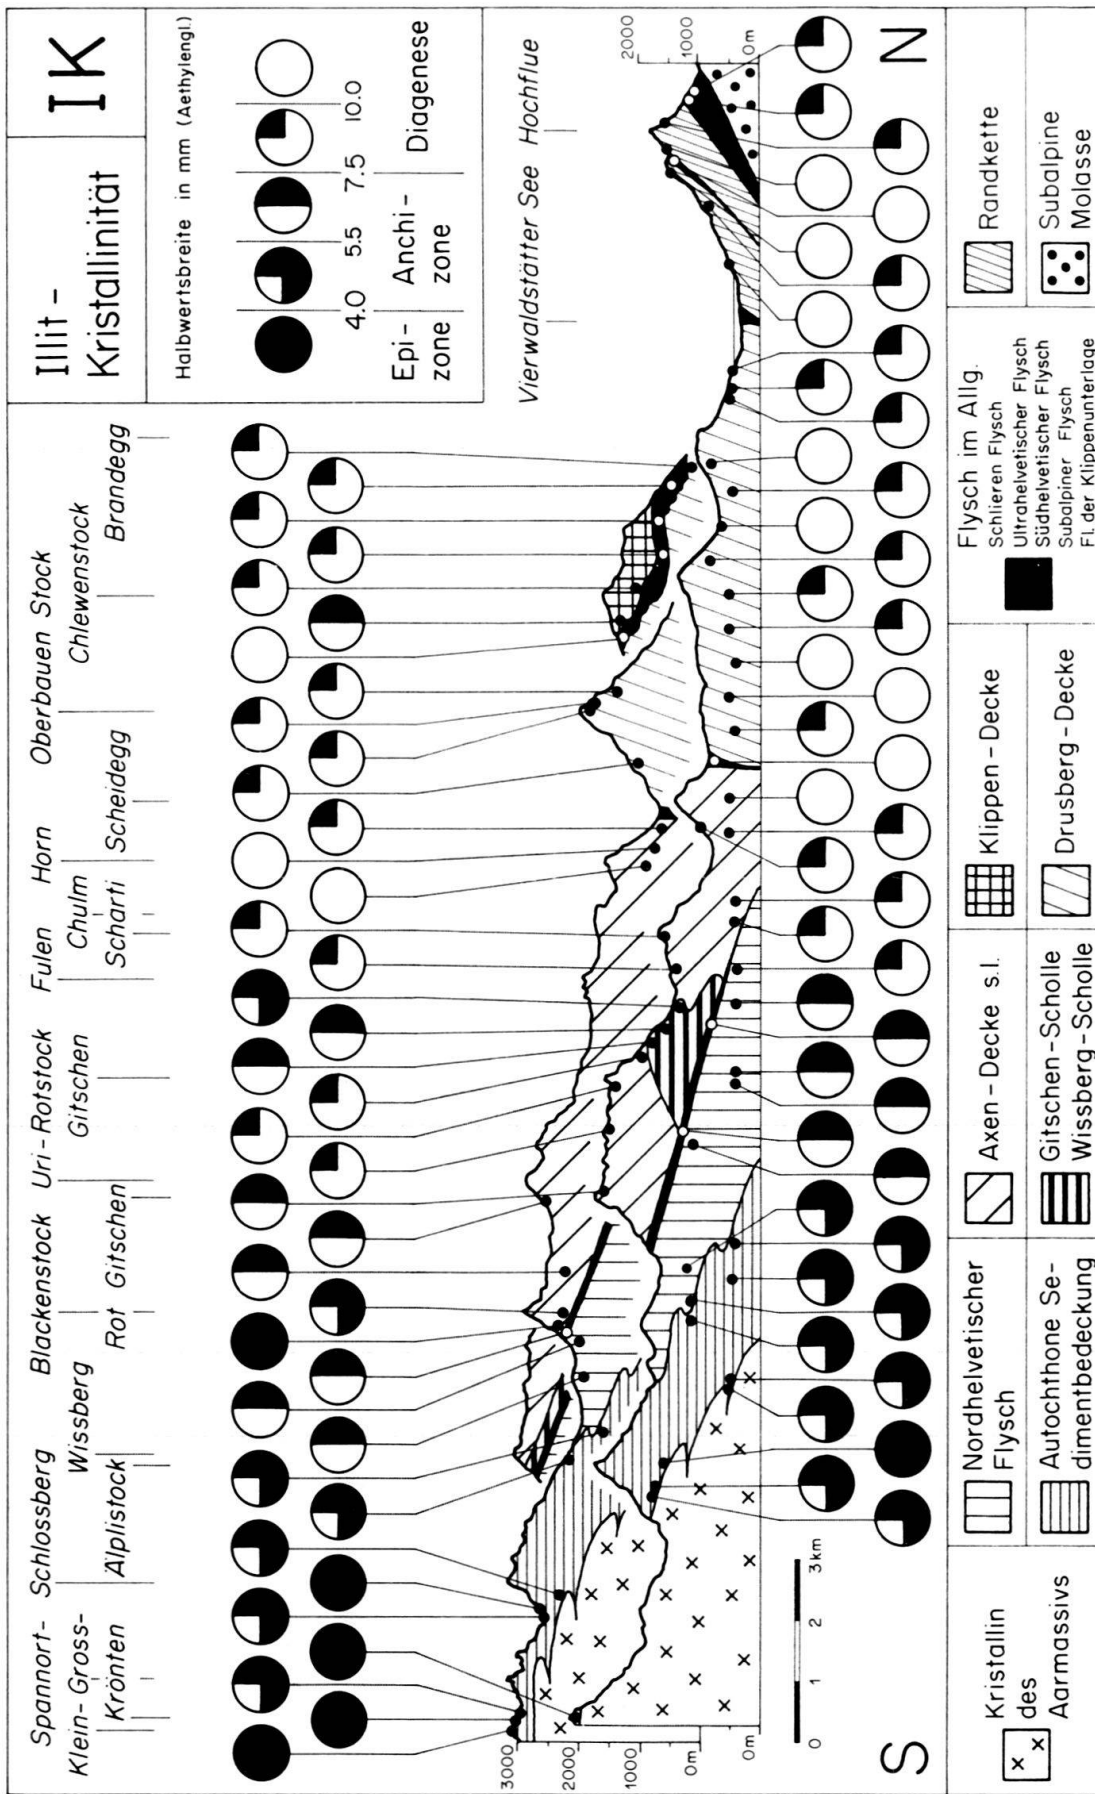 Illit -
Kristallinität
IK
Halbwertsbreite in mm (Aethylengl.)
4.0
5.5
7.5
10.0
Epi-
zone
Anchi-
zone
Diagenese
Spannort-
Klein-Gross-
Krönten
Schlossberg
Wissberg
Älplistock
Blackenstock
Rot Gitschen
Uri-Rotstock
Gitschen
Fulen
Horn
Chulm
Scharti
Scheidegg
Oberbauen Stock
Chlewenstock
Brandegg
Vierwaldstätter See
Hochflue
3000
2000
1000
0m
0m
2000
1000
0m
0
1
2
3km
S
N
Kristallin
des
Aarmassivs
Nordhelvetischer
Flysch
Autochthone Se-
dimentbedeckung
Axen-Decke s.l.
Gitschen-Scholle
Wissberg-Scholle
Klippen-Decke
Drusberg-Decke
Flysch im Allg.
Schlieren Flysch
Ultrahelvetischer Flysch
Südhelvetischer Flysch
Subalpiner Flysch
Fl. der Klippenunterlage
Randkette
Subalpine
Molasse